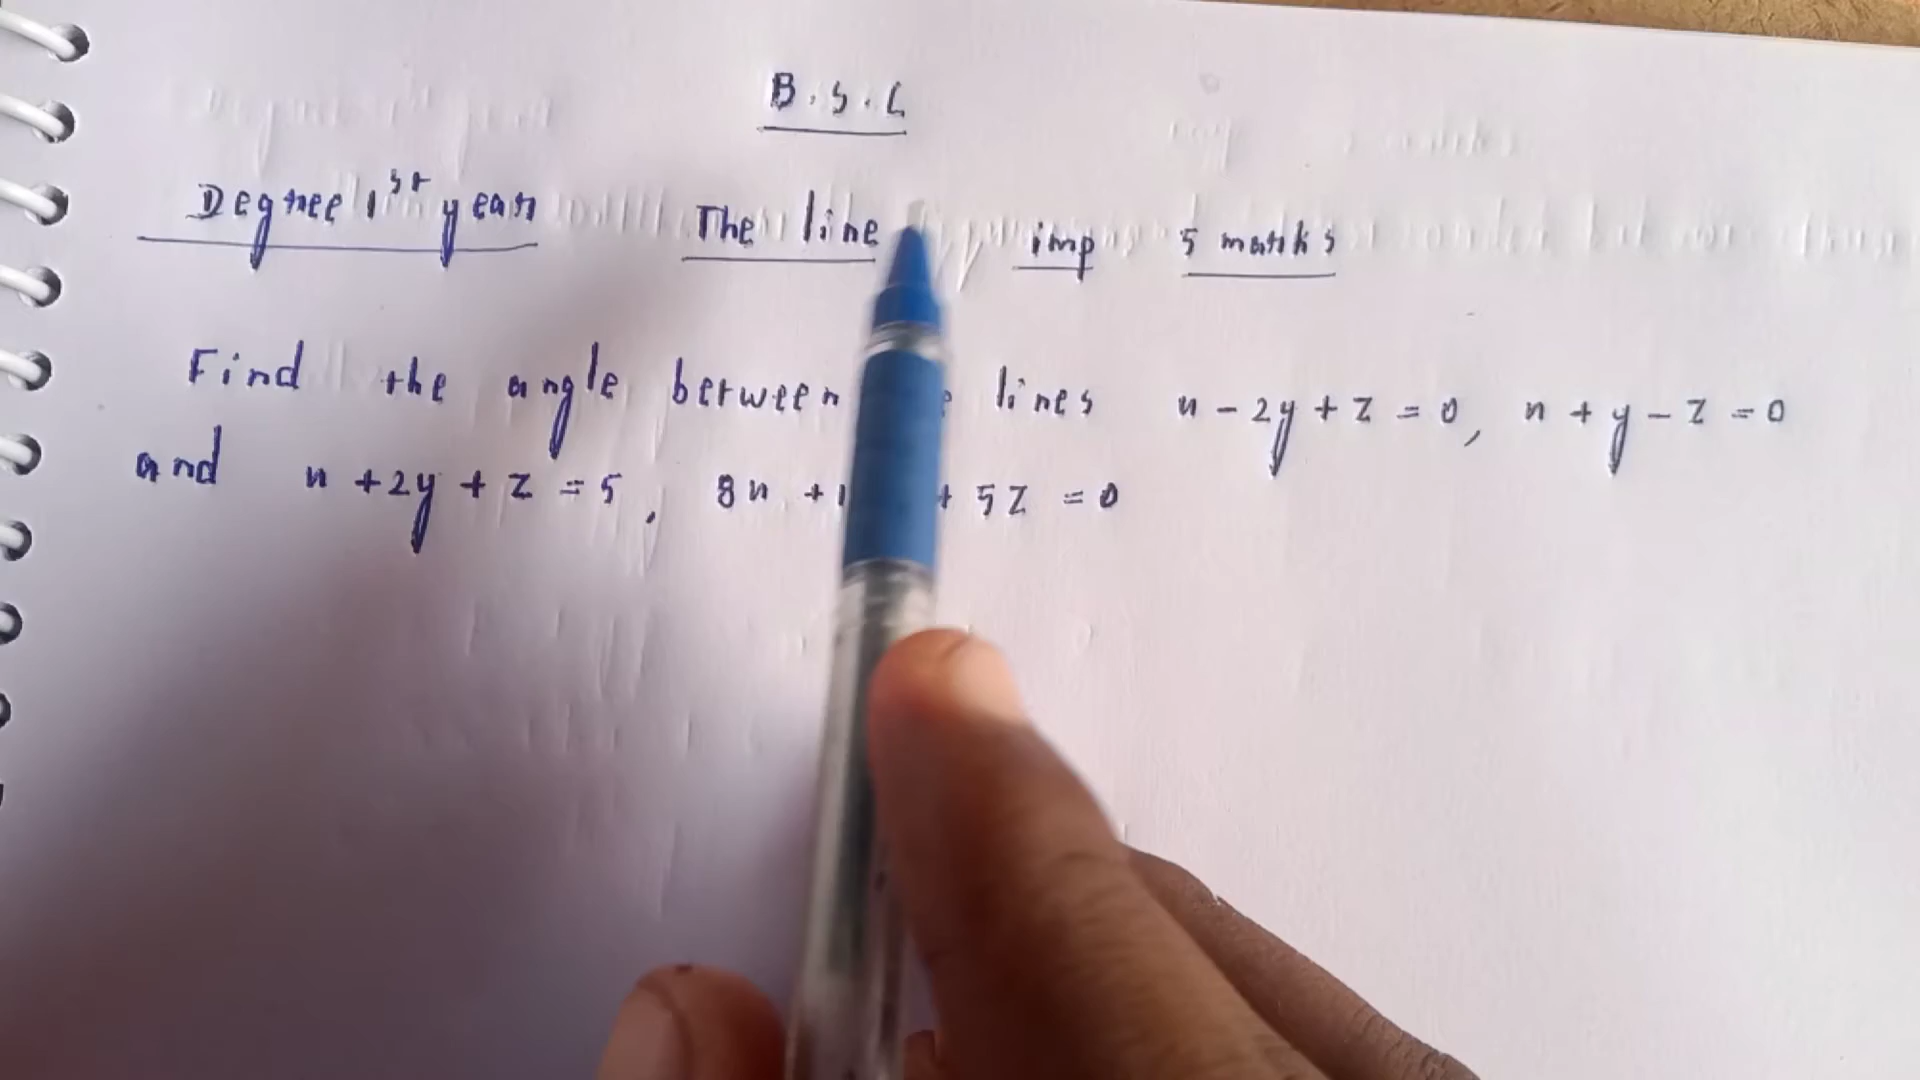 B.S.C
Degree 1st year The line imp 5 marks
Find the angle between lines x - 2y + z = 0, x + y - z = 0
and x + 2y + z = 5, 8x + 1 + 5z = 0